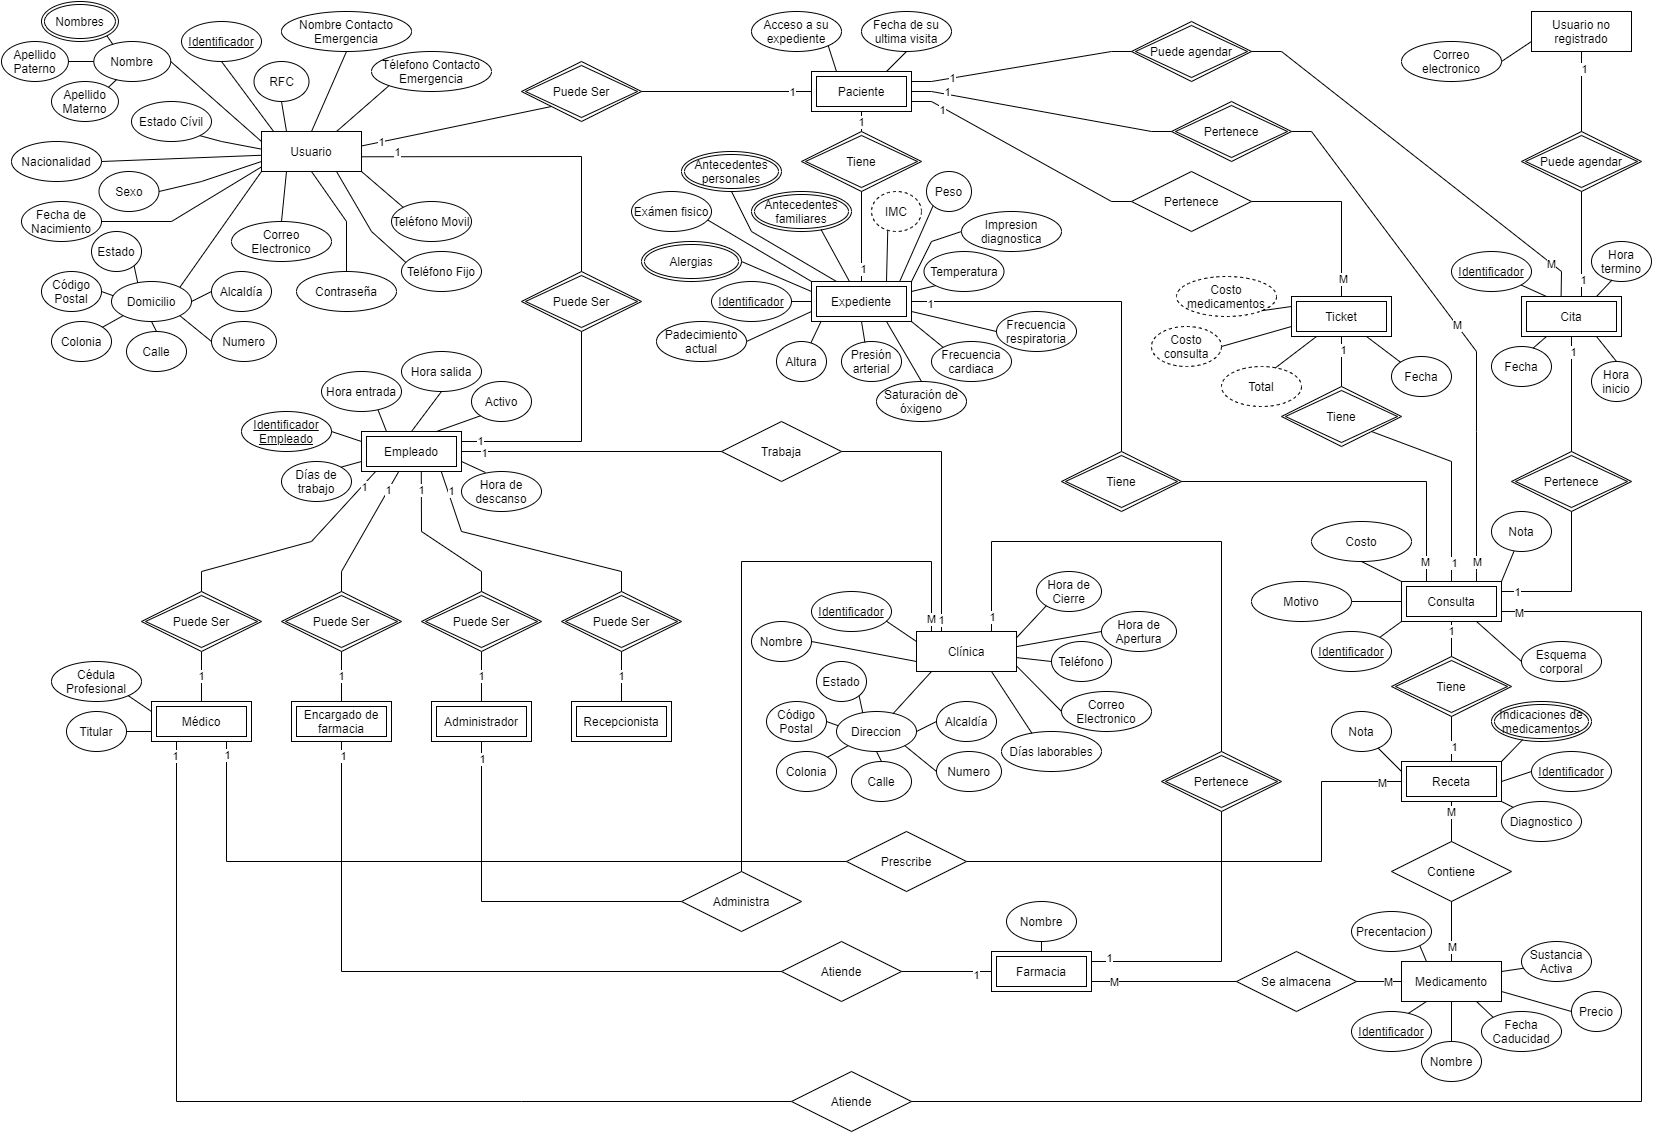 Nombres
Apellido
Paterno
Nombre
Apellido
Materno
Identificador
Nombre Contacto
Emergencia
RFC
Télefono Contacto
Emergencia
Estado Cívil
Nacionalidad
Sexo
Fecha de
Nacimiento
Usuario
1
1
Estado
Código
Postal
Domicilio
Alcaldía
Colonia
Calle
Numero
Correo
Electronico
Contraseña
Teléfono Movil
Teléfono Fijo
Puede Ser
1
Puede Ser
1
Acceso a su
expediente
Fecha de su
ultima visita
Paciente
1
1
1
1
Puede agendar
M
Pertenece
M
Pertenece
M
Usuario no
registrado
Correo
electronico
1
Puede agendar
1
Tiene
1
Antecedentes
personales
Antecedentes
familiares
IMC
Peso
Exámen fisico
Impresion
diagnostica
Alergias
Temperatura
Identificador
Expediente
1
Padecimiento
actual
Altura
Presión
arterial
Frecuencia
cardiaca
Frecuencia
respiratoria
Saturación de
óxigeno
Costo
medicamentos
Costo
consulta
Ticket
Total
Fecha
1
Tiene
1
Identificador
Hora
termino
Cita
Fecha
Hora
inicio
1
Pertenece
1
Tiene
M
Hora entrada
Hora salida
Activo
Identificador
Empleado
Empleado
Días de
trabajo
Hora de
descanso
1
Trabaja
1
1
1
1
1
Puede Ser
Puede Ser
Puede Ser
Puede Ser
1
1
1
1
Cédula
Profesional
Titular
Médico
Encargado de
farmacia
Administrador
Recepcionista
1
1
1
1
Identificador
Nombre
Clínica
M
1
Hora de
Cierre
Hora de
Apertura
Teléfono
Correo
Electronico
Días laborables
Estado
Código
Postal
Direccion
Alcaldía
Colonia
Calle
Numero
Pertenece
1
Costo
Nota
Motivo
Consulta
Identificador
Esquema
corporal
M
1
Tiene
1
Nota
Indicaciones de
medicamentos
Receta
Identificador
Diagnostico
M
Prescribe
M
Contiene
M
Administra
Atiende
1
Nombre
Farmacia
1
M
Se almacena
M
Precentacion
Medicamento
Sustancia
Activa
Precio
Identificador
Nombre
Fecha
Caducidad
Atiende